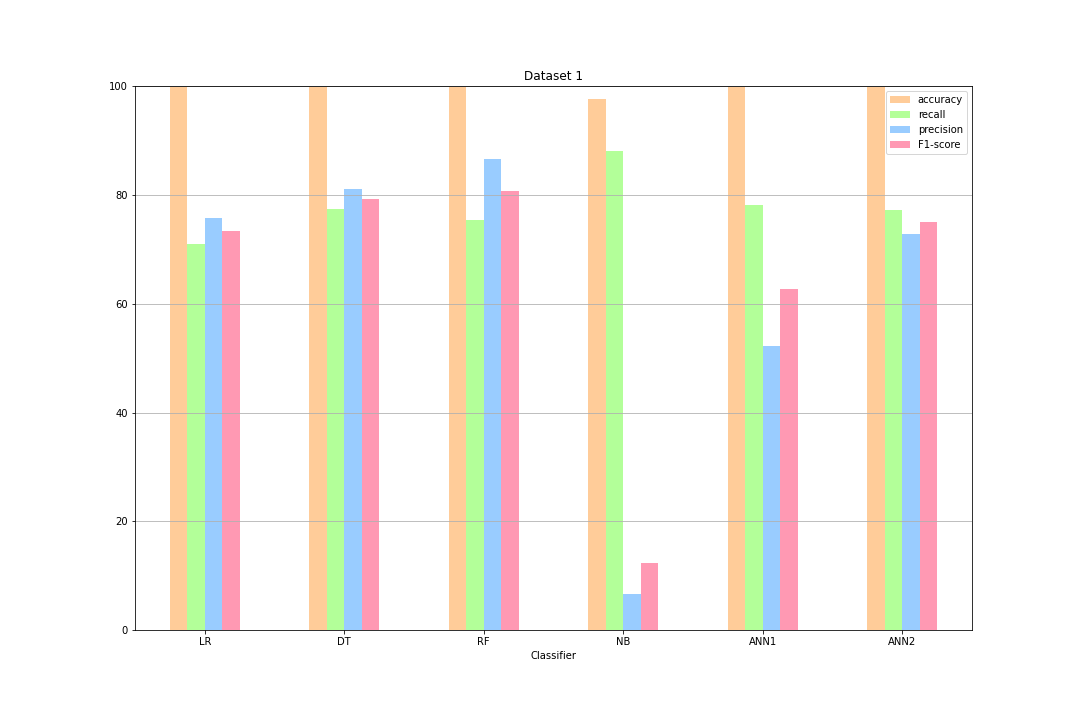 Dataset 1
100
80
60
40
20
0
accuracy
recall
precision
F1-score
LR DT RF NB ANN1 ANN2
Classifier